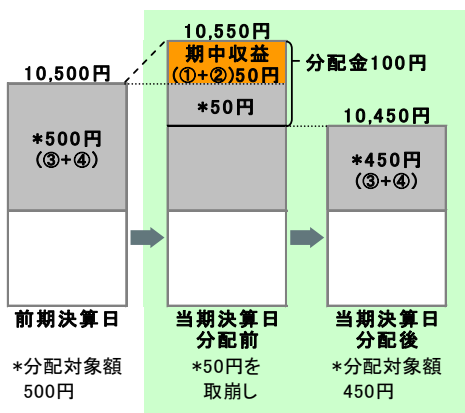 10,550円
期中収益
(①+②)50円
分配金100円
10,500円
*50円
10,450円
*500円
(③+④)
*450円
(③+④)
前期決算日
当期決算日
分配前
当期決算日
分配後
*分配対象額
500円
*50円を
取崩し
*分配対象額
450円